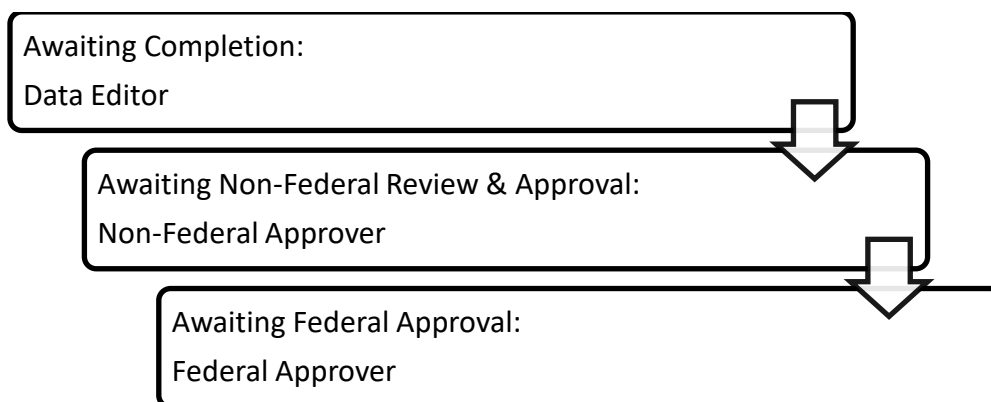 Awaiting Completion:
Data Editor
Awaiting Non-Federal Review & Approval:
Non-Federal Approver
Awaiting Federal Approval:
Federal Approver